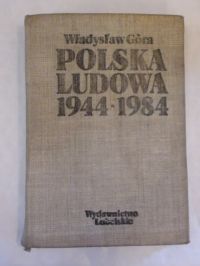 Władysław Góra
POLSKA
LUDOWA
1944-1984
Wydawnictwo
Lubelskie